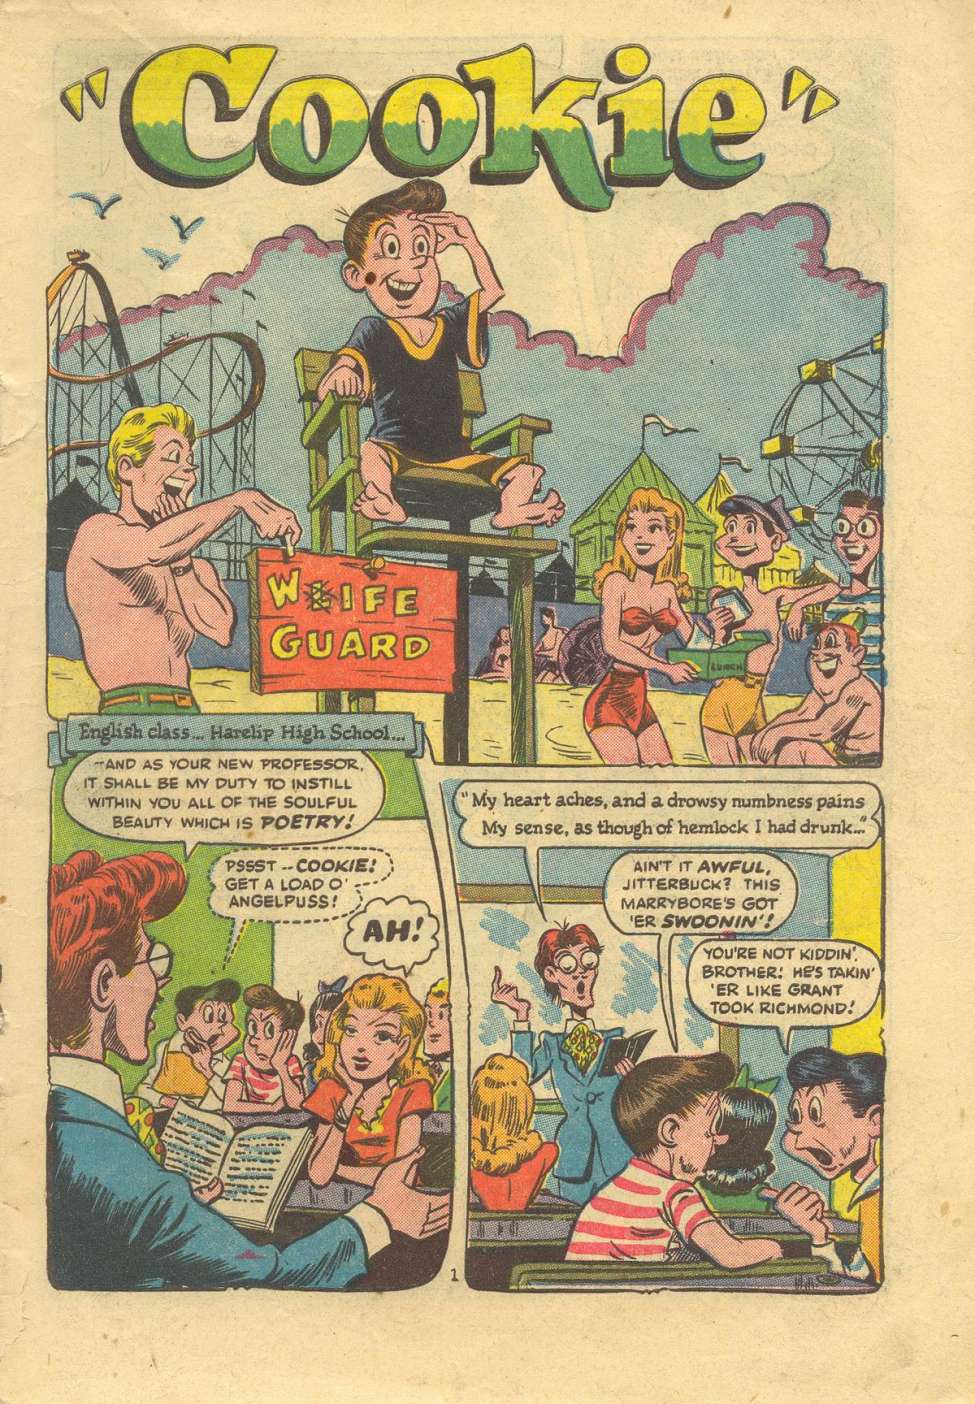 "Cookie"
WLIFE
GUARD
LUNCH
English class... Harelip High School...
--AND AS YOUR NEW PROFESSOR,
IT SHALL BE MY DUTY TO INSTILL
WITHIN YOU ALL OF THE SOULFUL
BEAUTY WHICH IS POETRY!
PSSST -- COOKIE!
GET A LOAD O'
ANGELPUSS!
AH!
"My heart aches, and a drowsy numbness pains
My sense, as though of hemlock I had drunk..."
AIN'T IT AWFUL,
JITTERBUCK? THIS
MARRYBORE'S GOT
'ER SWOONIN'!
YOU'RE NOT KIDDIN',
BROTHER! HE'S TAKIN'
'ER LIKE GRANT
TOOK RICHMOND!
1